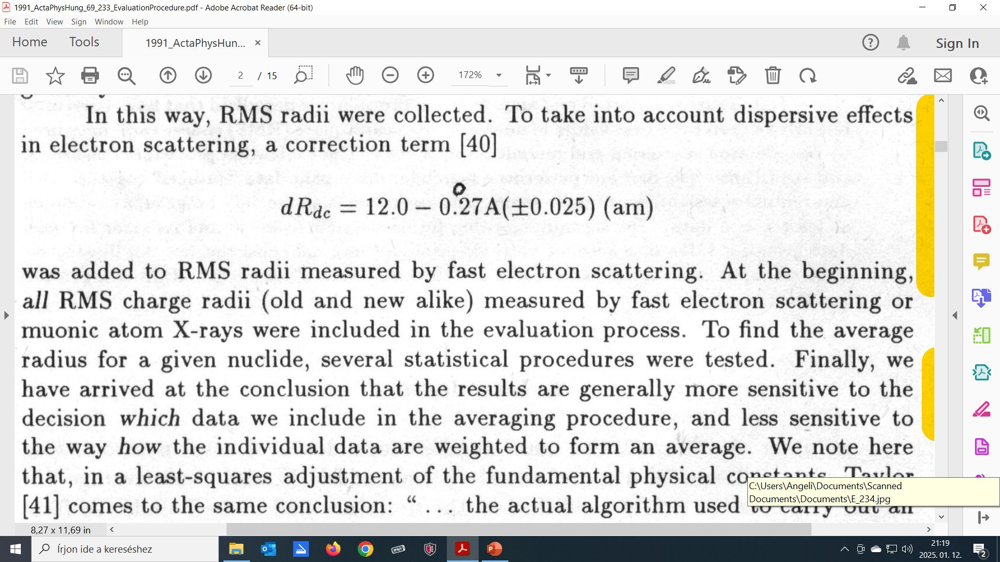 1991_ActaPhysHung_69_233_EvaluationProcedure.pdf - Adobe Acrobat Reader (64-bit)
File Edit View Sign Window Help
Home Tools 1991_ActaPhysHun... × Sign In
2 / 15 172%
In this way, RMS radii were collected. To take into account dispersive effects
in electron scattering, a correction term [40]
o
dRdc = 12.0 − 0.27A(±0.025) (am)
was added to RMS radii measured by fast electron scattering. At the beginning,
all RMS charge radii (old and new alike) measured by fast electron scattering or
muonic atom X-rays were included in the evaluation process. To find the average
radius for a given nuclide, several statistical procedures were tested. Finally, we
have arrived at the conclusion that the results are generally more sensitive to the
decision which data we include in the averaging procedure, and less sensitive to
the way how the individual data are weighted to form an average. We note here
that, in a least-squares adjustment of the fundamental physical constants, Taylor
[41] comes to the same conclusion: “ ... the actual algorithm used to carry out an
C:\Users\Angeli\Documents\Scanned
Documents\Documents\E_234.jpg
8,27 x 11,69 in
Írjon ide a kereséshez
21:19
2025. 01. 12.
2